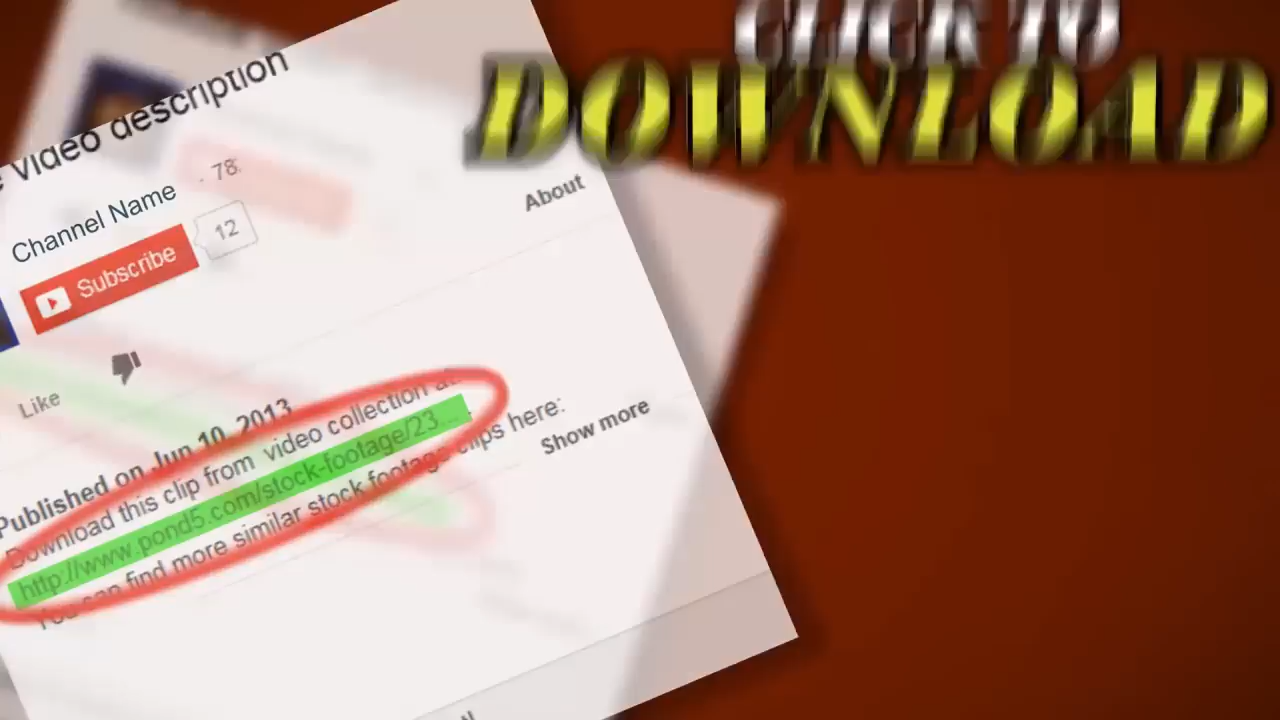 CLICK TO
DOWNLOAD
video description
78
Channel Name
12
Subscribe
About
Like
Published on Jun 10, 2013
Download this clip from video collection at
http://www.pond5.com/stock-footage/23...
You can find more similar stock footage clips here:
Show more